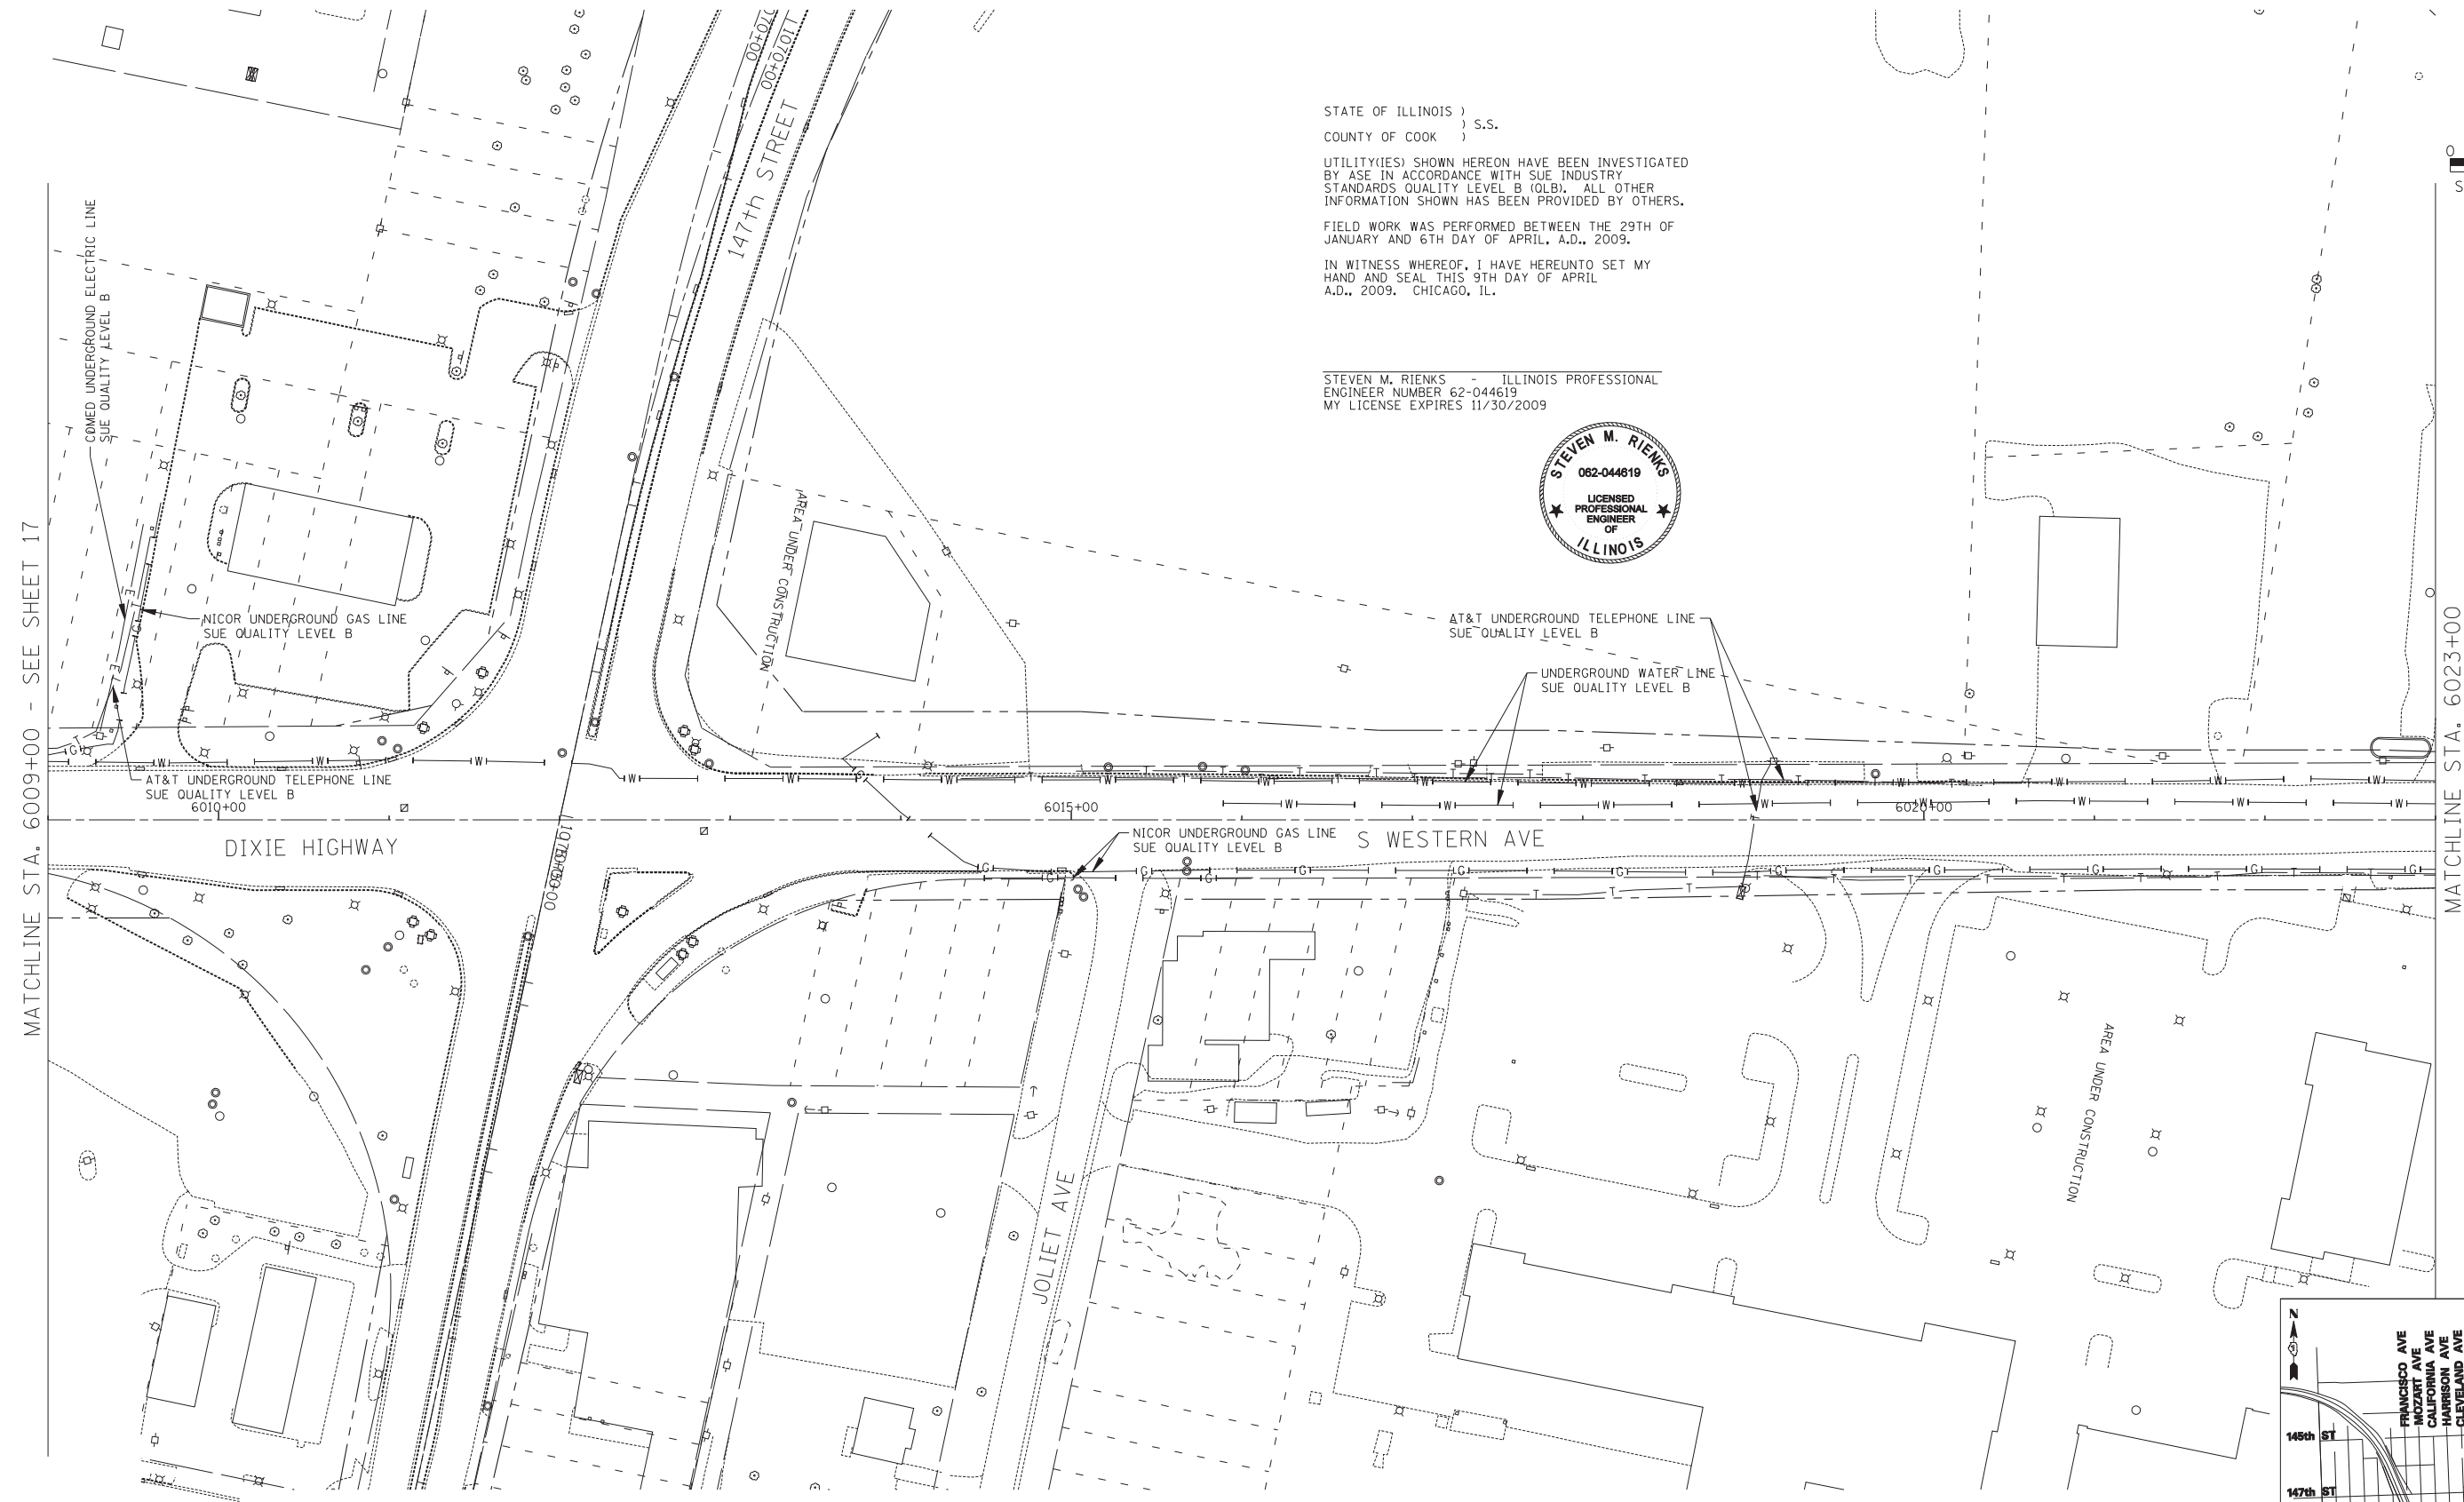 STATE OF ILLINOIS )
) S.S.
COUNTY OF COOK )
UTILITY(IES) SHOWN HEREON HAVE BEEN INVESTIGATED
BY ASE IN ACCORDANCE WITH SUE INDUSTRY
STANDARDS QUALITY LEVEL B (QLB). ALL OTHER
INFORMATION SHOWN HAS BEEN PROVIDED BY OTHERS.
FIELD WORK WAS PERFORMED BETWEEN THE 29TH OF
JANUARY AND 6TH DAY OF APRIL, A.D., 2009.
IN WITNESS WHEREOF, I HAVE HEREUNTO SET MY
HAND AND SEAL THIS 9TH DAY OF APRIL
A.D., 2009. CHICAGO, IL.
STEVEN M. RIENKS - ILLINOIS PROFESSIONAL
ENGINEER NUMBER 62-044619
MY LICENSE EXPIRES 11/30/2009
STEVEN M. RIENKS
062-044619
LICENSED
PROFESSIONAL
ENGINEER
OF
ILLINOIS
1070+00
147th STREET
COMED UNDERGROUND ELECTRIC LINE
SUE QUALITY LEVEL B
NICOR UNDERGROUND GAS LINE
SUE QUALITY LEVEL B
AREA UNDER CONSTRUCTION
AT&T UNDERGROUND TELEPHONE LINE
SUE QUALITY LEVEL B
UNDERGROUND WATER LINE
SUE QUALITY LEVEL B
AT&T UNDERGROUND TELEPHONE LINE
SUE QUALITY LEVEL B
MATCHLINE STA. 6009+00 - SEE SHEET 17
MATCHLINE STA. 6023+00
6010+00
6015+00
6020+00
DIXIE HIGHWAY
S WESTERN AVE
NICOR UNDERGROUND GAS LINE
SUE QUALITY LEVEL B
JOLIET AVE
AREA UNDER CONSTRUCTION
0
S
N
FRANCISCO AVE
MOZART AVE
CALIFORNIA AVE
HARRISON AVE
CLEVELAND AVE
145th ST
147th ST